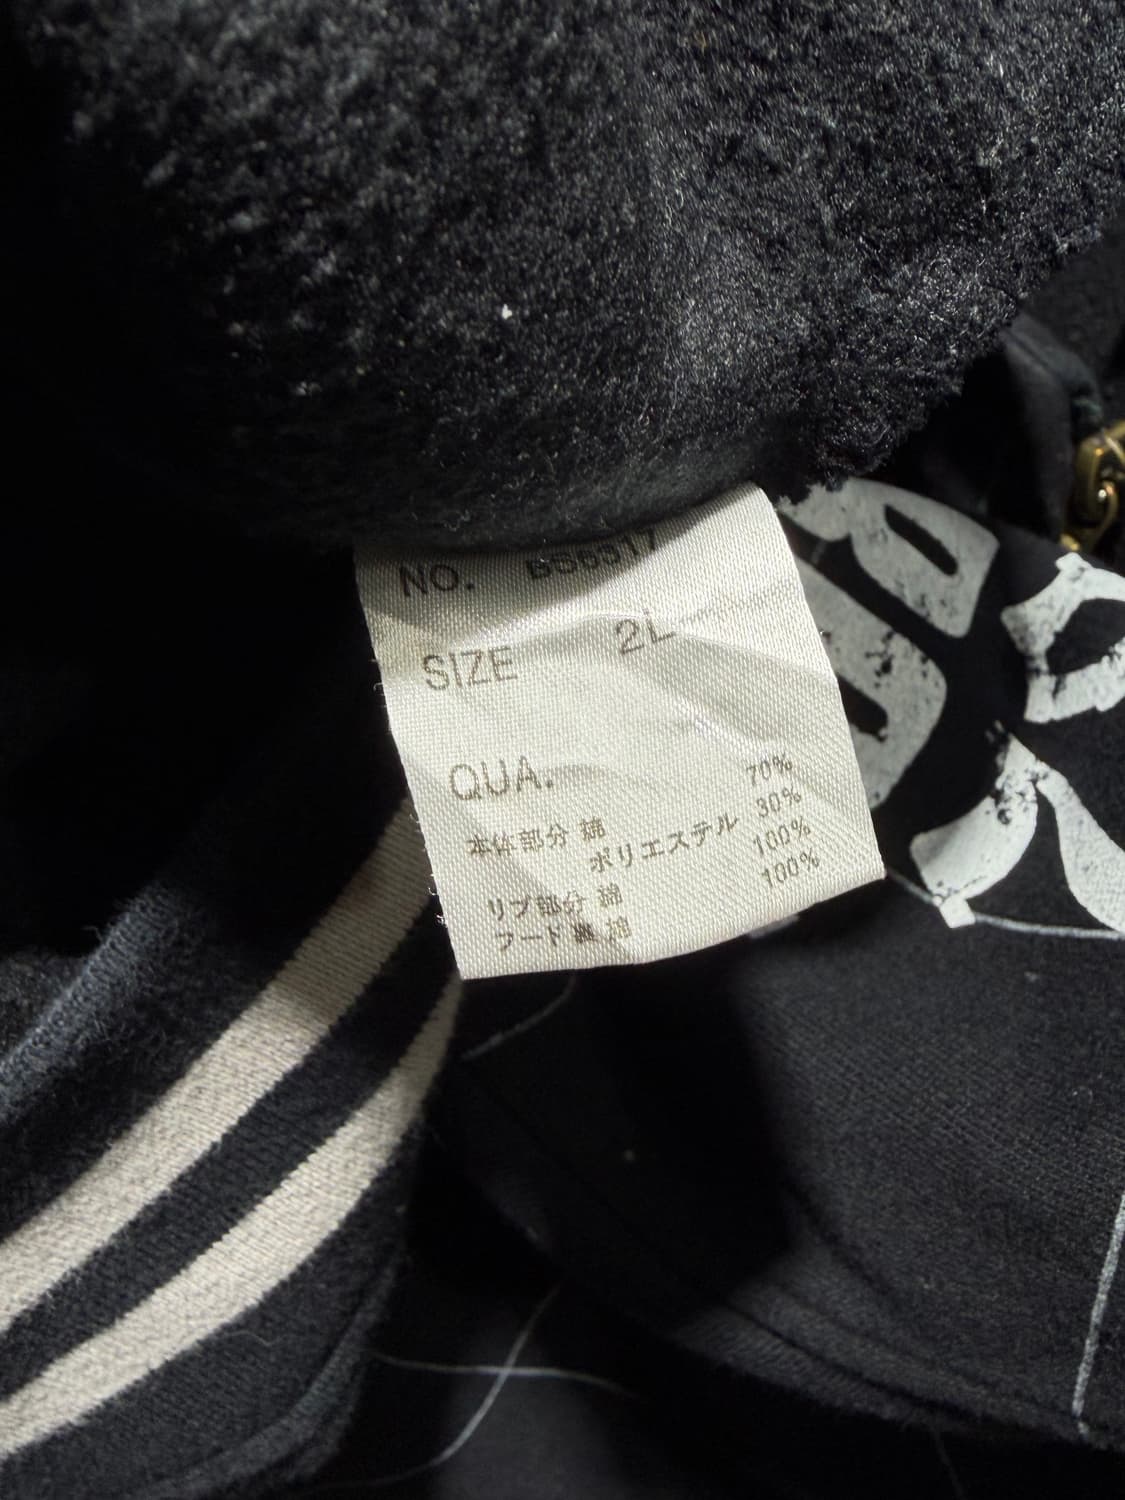 NO. BS6317
SIZE 2L
QUA.
本体部分 綿 70%
ポリエステル 30%
リブ部分 綿 100%
フード裏 綿 100%